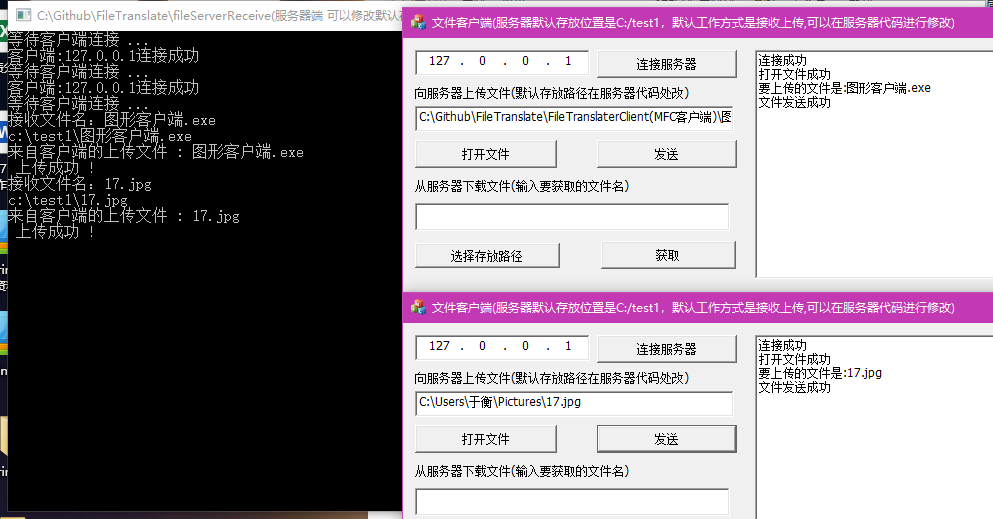 C:\Github\FileTranslate\fileServerReceive(服务器端 可以修改默认存
等待客户端连接 ...
客户端:127.0.0.1连接成功
等待客户端连接 ...
客户端:127.0.0.1连接成功
等待客户端连接 ...
接收文件名: 图形客户端.exe
c:\test1\图形客户端.exe
来自客户端的上传文件 : 图形客户端.exe
上传成功 !
接收文件名: 17.jpg
c:\test1\17.jpg
来自客户端的上传文件 : 17.jpg
上传成功 !
文件客户端(服务器默认存放位置是C:/test1，默认工作方式是接收上传,可以在服务器代码进行修改)
127 . 0 . 0 . 1
连接服务器
向服务器上传文件(默认存放路径在服务器代码处改)
C:\Github\FileTranslate\FileTranslaterClient(MFC客户端)\图
打开文件
发送
从服务器下载文件(输入要获取的文件名)
选择存放路径
获取
连接成功
打开文件成功
要上传的文件是:图形客户端.exe
文件发送成功
文件客户端(服务器默认存放位置是C:/test1，默认工作方式是接收上传,可以在服务器代码进行修改)
127 . 0 . 0 . 1
连接服务器
向服务器上传文件(默认存放路径在服务器代码处改)
C:\Users\于衡\Pictures\17.jpg
打开文件
发送
从服务器下载文件(输入要获取的文件名)
连接成功
打开文件成功
要上传的文件是:17.jpg
文件发送成功